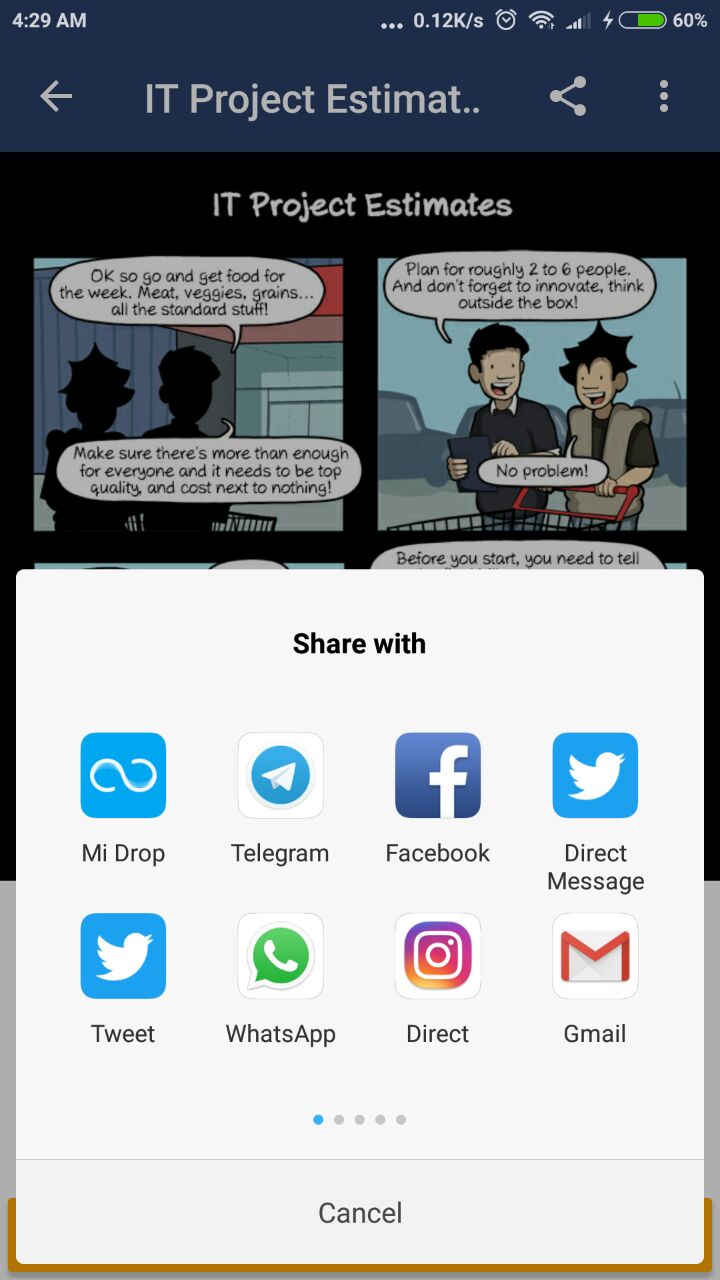 4:29 AM ... 0.12K/s 60%
IT Project Estimat..
IT Project Estimates
OK so go and get food for
the week. Meat, veggies, grains...
all the standard stuff!
Make sure there's more than enough
for everyone and it needs to be top
quality, and cost next to nothing!
Plan for roughly 2 to 6 people.
And don't forget to innovate, think
outside the box!
No problem!
Before you start, you need to tell
Share with
Mi Drop Telegram Facebook Direct
Message
Tweet WhatsApp Direct Gmail
Cancel